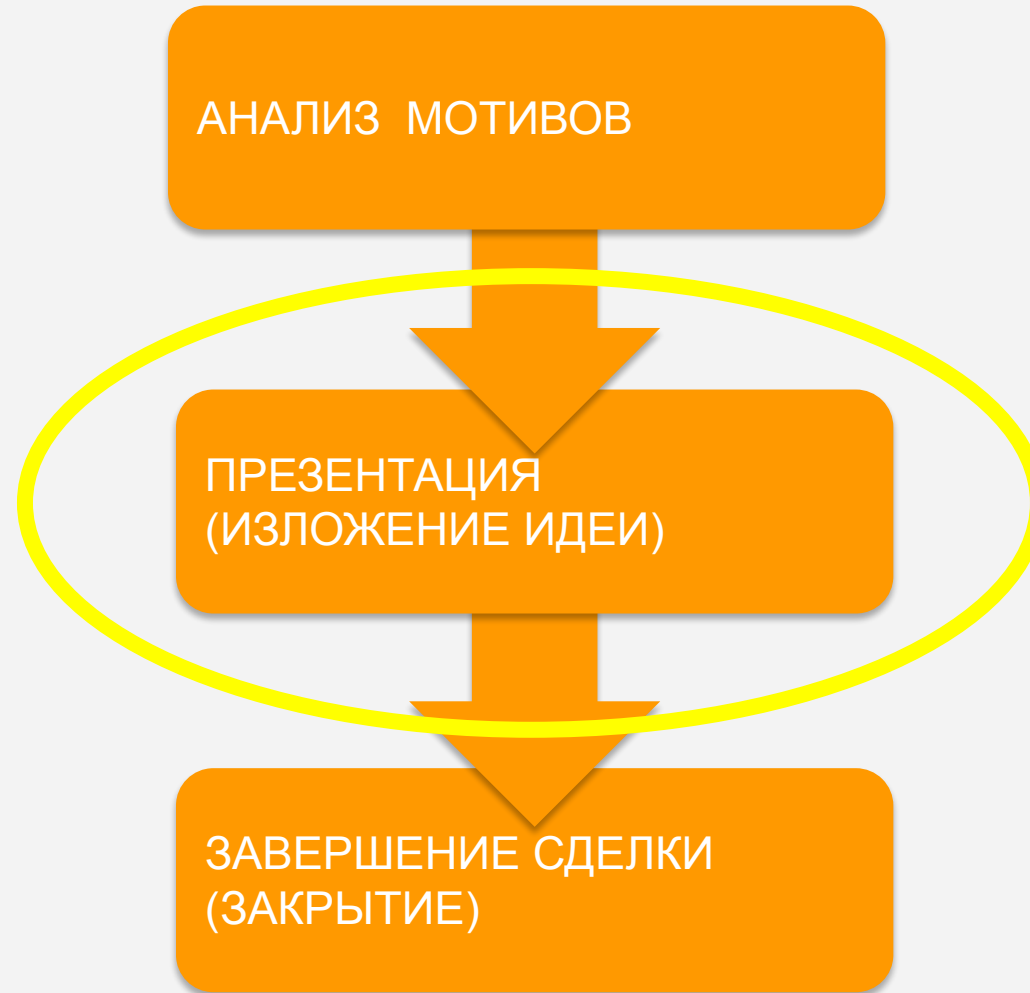 АНАЛИЗ  МОТИВОВ
ПРЕЗЕНТАЦИЯ
(ИЗЛОЖЕНИЕ ИДЕИ)
ЗАВЕРШЕНИЕ СДЕЛКИ
(ЗАКРЫТИЕ)